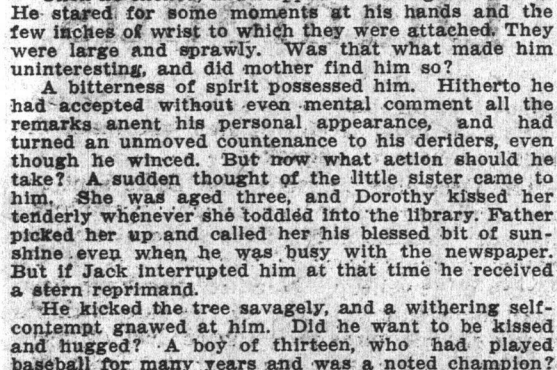 He stared for some moments at his hands and the
few inches of wrist to which they were attached. They
were large and sprawly. Was that what made him
uninteresting, and did mother find him so?
A bitterness of spirit possessed him. Hitherto he
had accepted without even mental comment all the
remarks anent his personal appearance, and had
turned an unmoved countenance to his deriders, even
though he winced. But now what action should he
take? A sudden thought of the little sister came to
him. She was aged three, and Dorothy kissed her
tenderly whenever she toddled into the library. Father
picked her up and called her his blessed bit of sun-
shine even when he was busy with the newspaper.
But if Jack interrupted him at that time he received
a stern reprimand.
He kicked the tree savagely, and a withering self-
contempt gnawed at him. Did he want to be kissed
and hugged? A boy of thirteen, who had played
baseball for many years and was a noted champion?